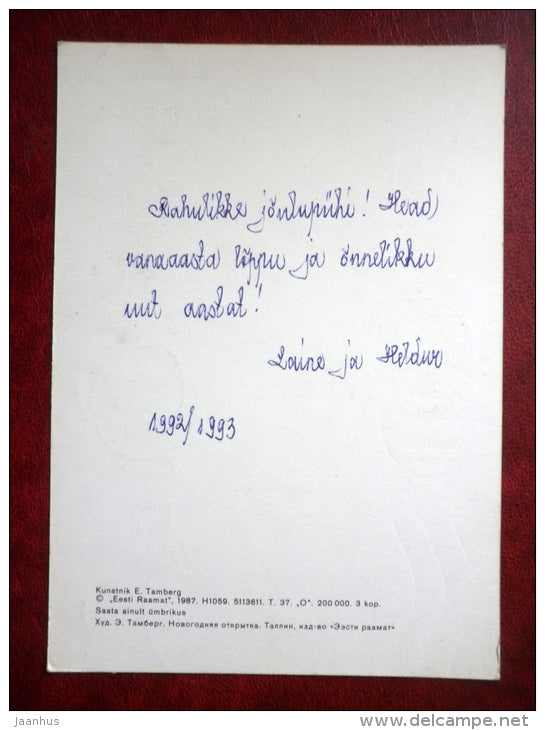 Rahulikke jõulupühi! Head
vanaaasta lõppu ja õnnelikku
uut aastat!
Laine ja Heldur
1992/1993
Kunstnik E. Tamberg
© „Eesti Raamat", 1987. H1059. 5113611. T. 37. „O". 200 000. 3 kop.
Saata ainult ümbrikus
Худ. Э. Тамберг. Новогодняя открытка. Таллин, изд-во «Ээсти раамат»
jaanhus
www.delcampe.net